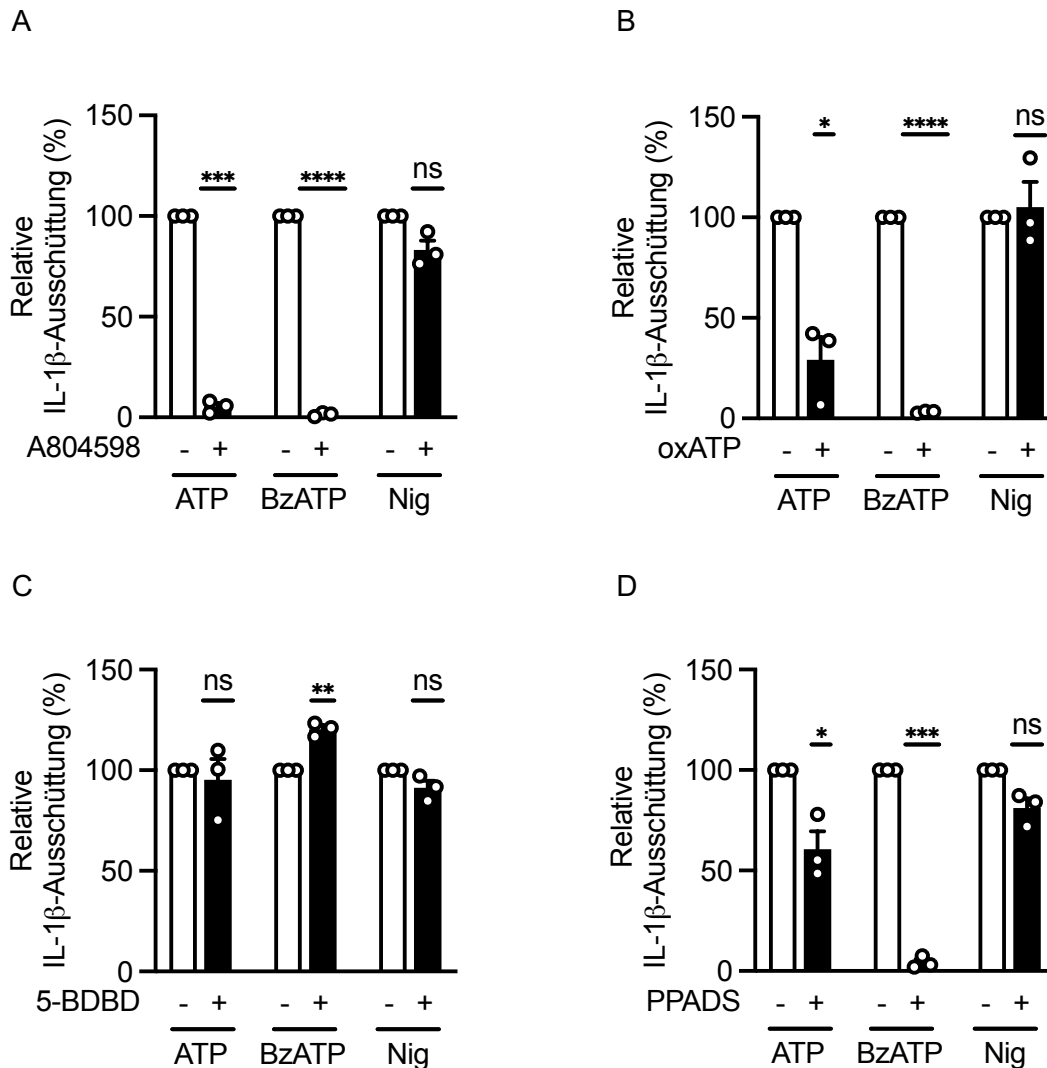 A
Relative
IL-1β-Ausschüttung (%)
150
100
50
0
***
****
ns
A804598 - + - + - +
ATP BzATP Nig
B
Relative
IL-1β-Ausschüttung (%)
150
100
50
0
*
****
ns
oxATP - + - + - +
ATP BzATP Nig
C
Relative
IL-1β-Ausschüttung (%)
150
100
50
0
ns
**
ns
5-BDBD - + - + - +
ATP BzATP Nig
D
Relative
IL-1β-Ausschüttung (%)
150
100
50
0
*
***
ns
PPADS - + - + - +
ATP BzATP Nig